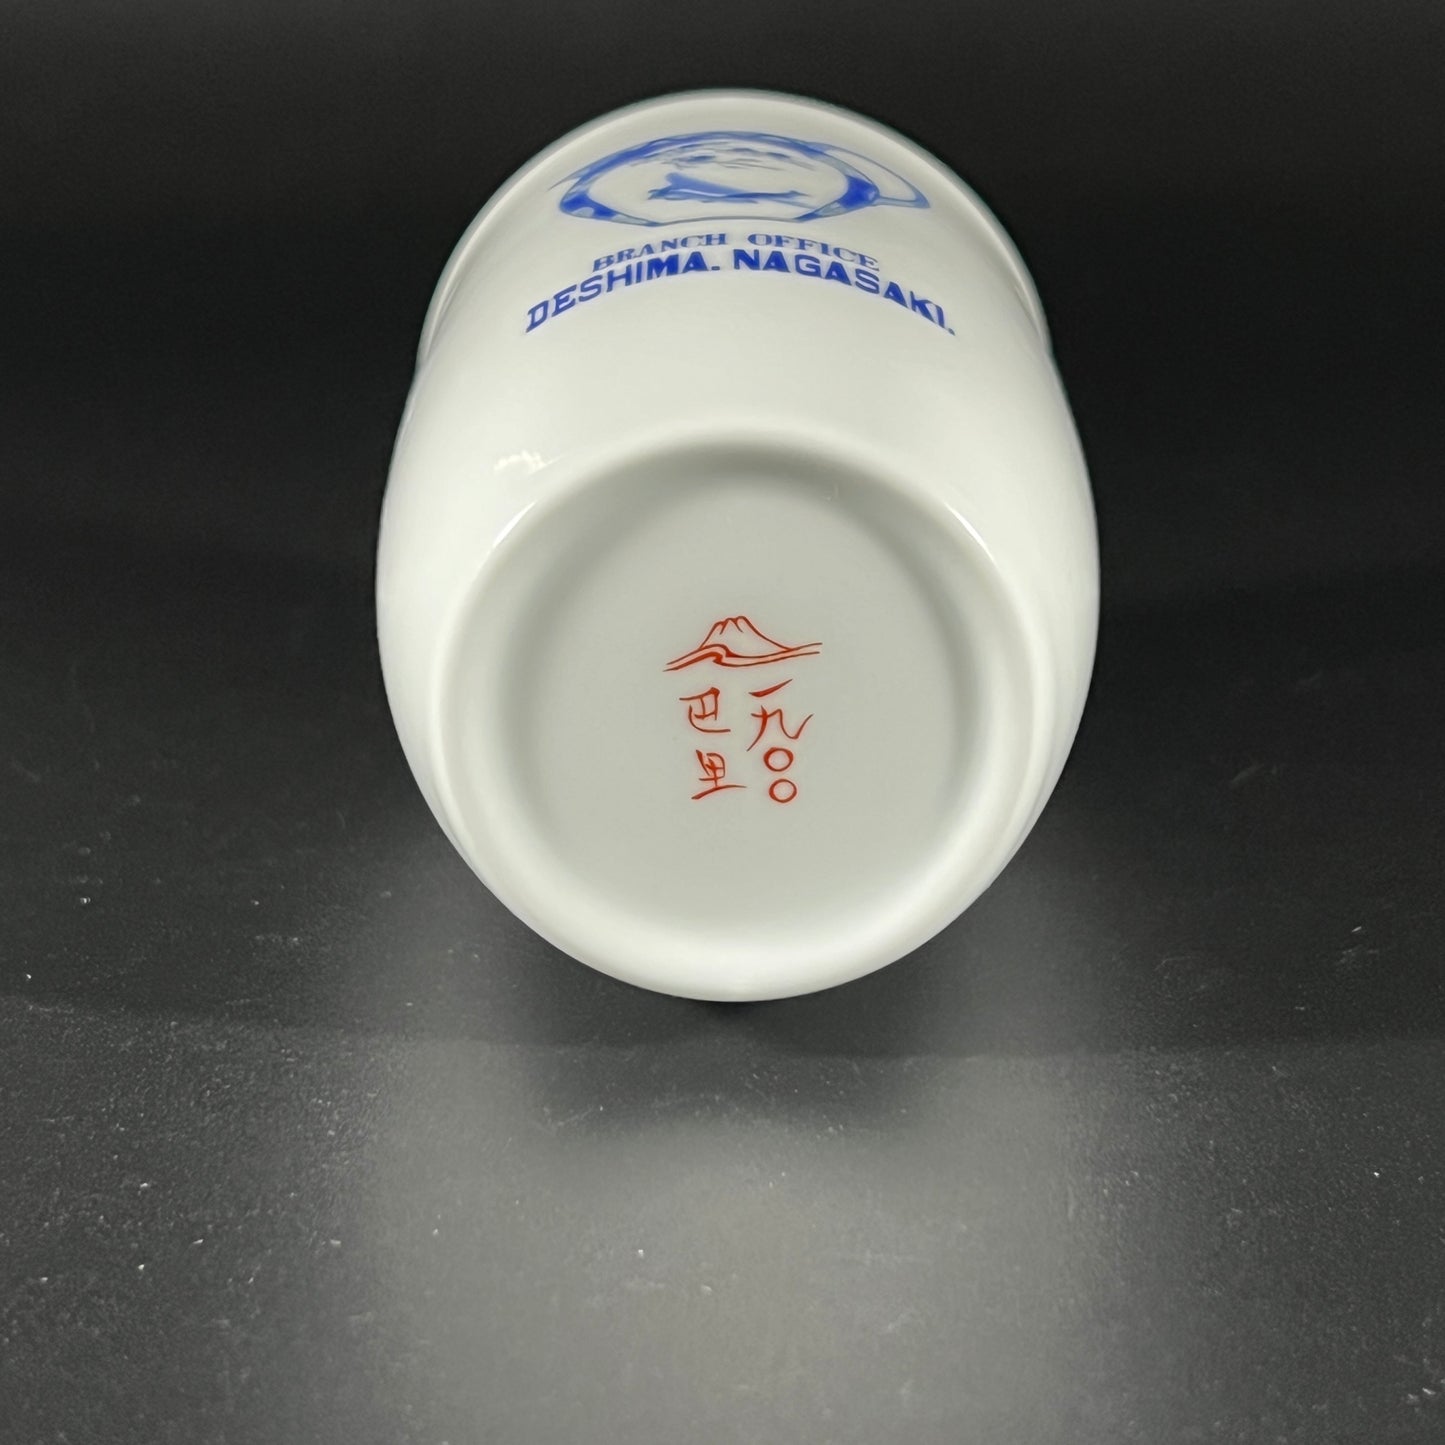 BRANCH OFFICE
DESHIMA. NAGASAKI.
一九〇〇
巴里